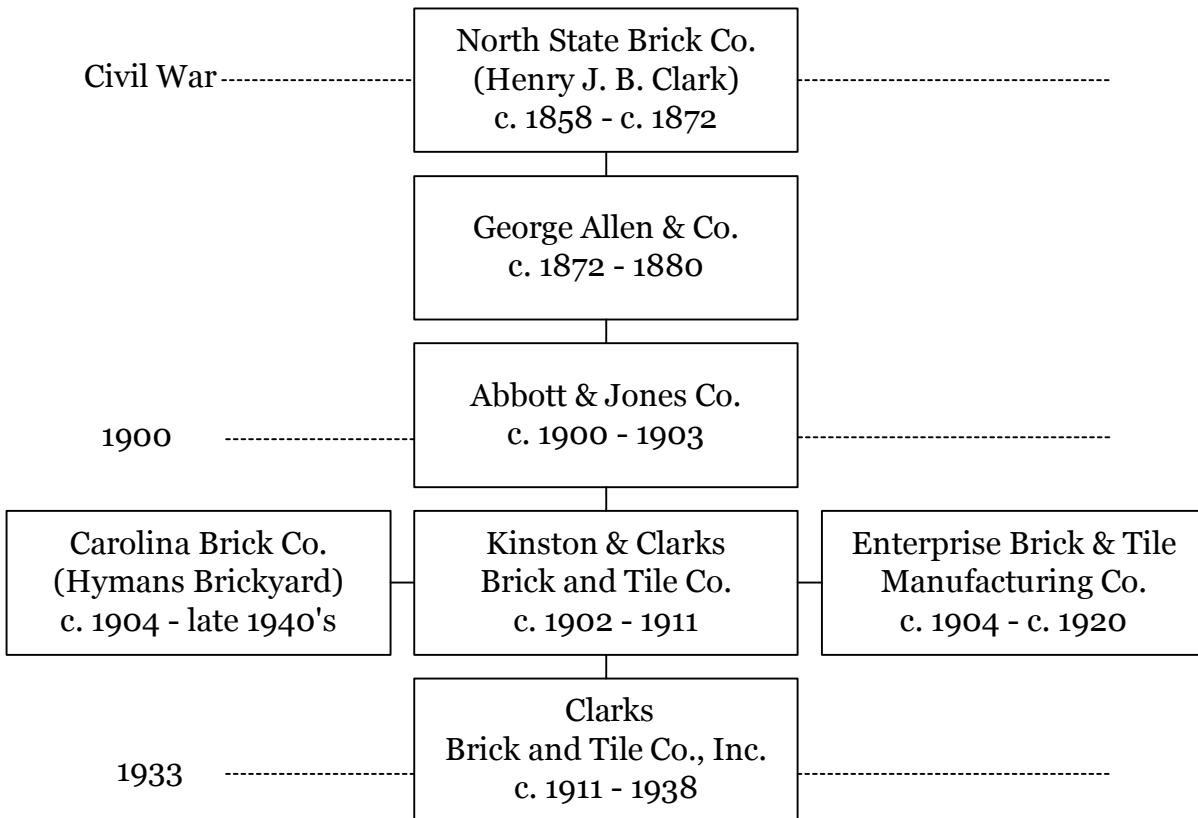 North State Brick Co.
Civil War
(Henry J. B. Clark)
c. 1858 - c. 1872
George Allen & Co.
c. 1872 - 1880
Abbott & Jones Co.
1900
c. 1900 - 1903
Carolina Brick Co.
(Hymans Brickyard)
c. 1904 - late 1940's
Kinston & Clarks
Brick and Tile Co.
c. 1902 - 1911
Enterprise Brick & Tile
Manufacturing Co.
c. 1904 - c. 1920
Clarks
Brick and Tile Co., Inc.
1933
c. 1911 - 1938